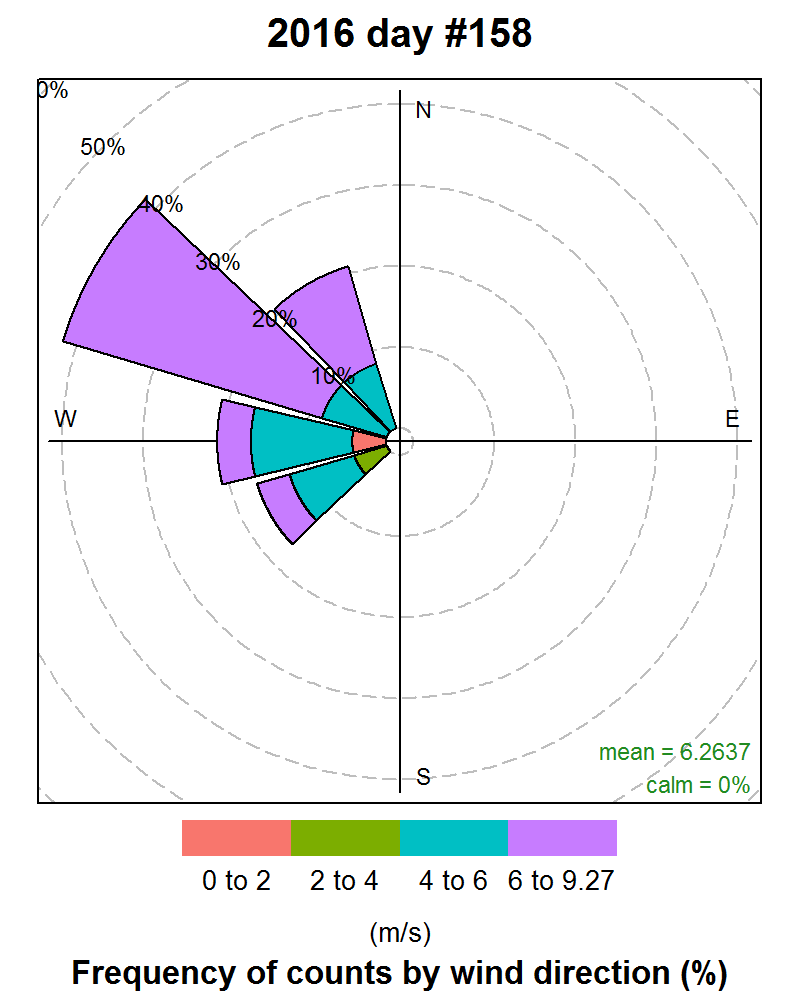 2016 day #158
0%
N
50%
40%
30%
20%
10%
W
E
S
mean = 6.2637
calm = 0%
0 to 2 2 to 4 4 to 6 6 to 9.27
(m/s)
Frequency of counts by wind direction (%)